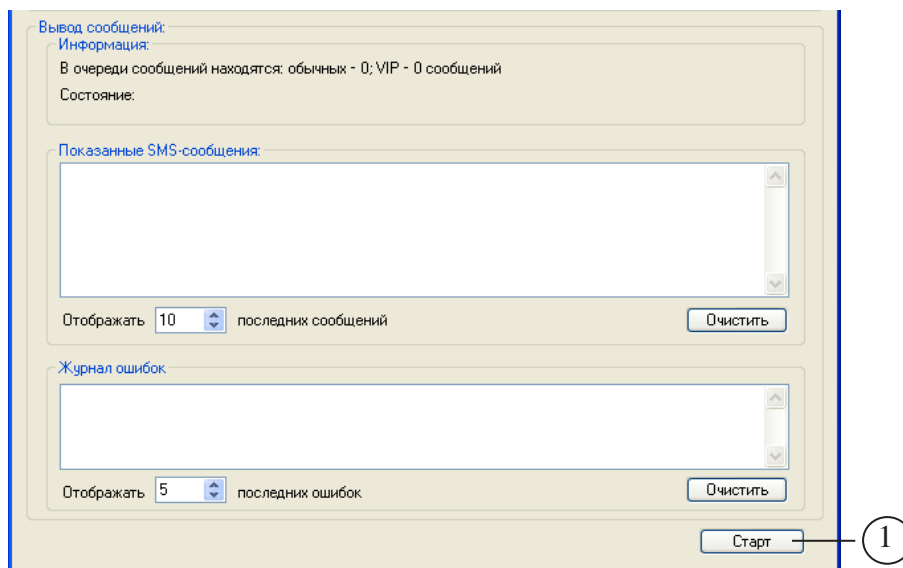 Вывод сообщений:
Информация:
В очереди сообщений находятся: обычных - 0; VIP - 0 сообщений
Состояние:
Показанные SMS-сообщения:
Отображать 10 последних сообщений Очистить
Журнал ошибок
Отображать 5 последних ошибок Очистить
Старт 1